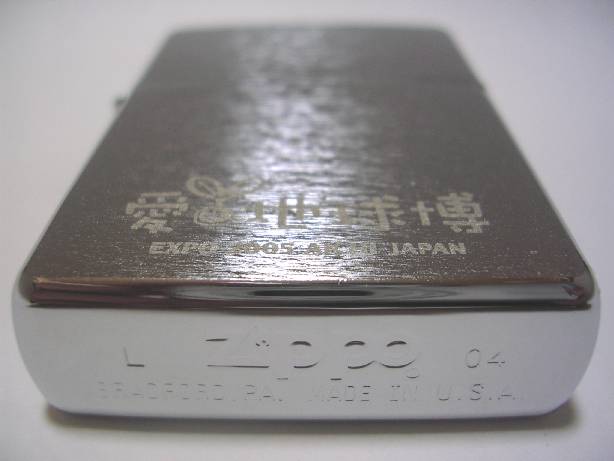 愛・地球博
EXPO 2005 AICHI JAPAN
L Zippo 04
BRADFORD,PA. MADE IN U.S.A.